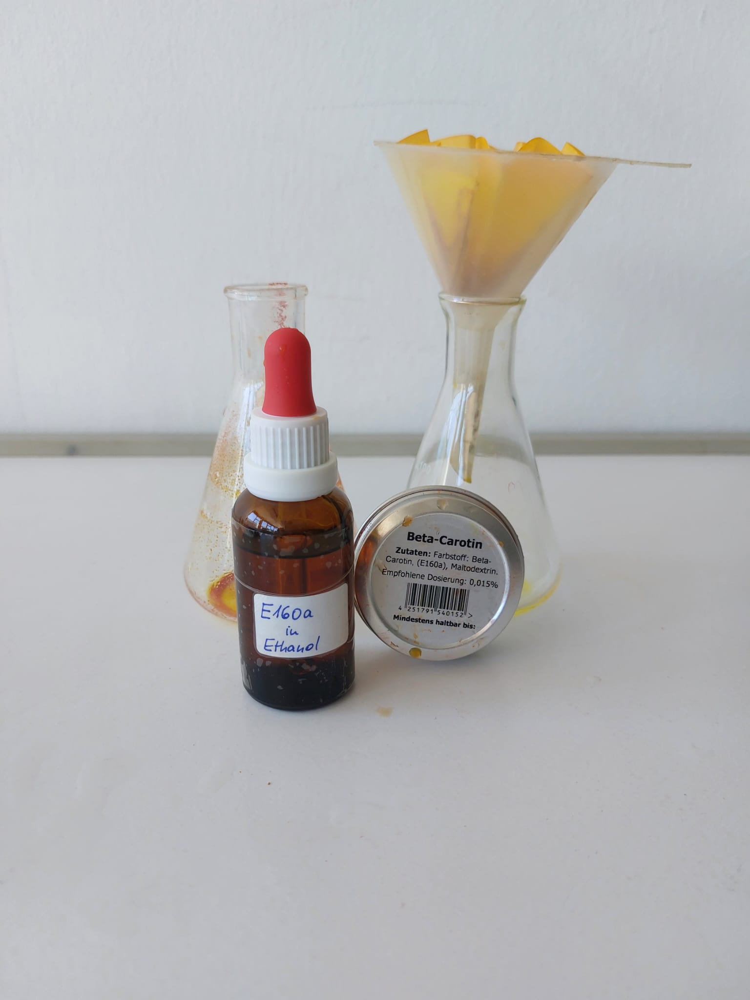 E160a
in
Ethanol
Beta-Carotin
Zutaten: Farbstoff: Beta-
Carotin, (E160a), Maltodextrin.
Empfohlene Dosierung: 0,015%
4 251791 540152 >
Mindestens haltbar bis: